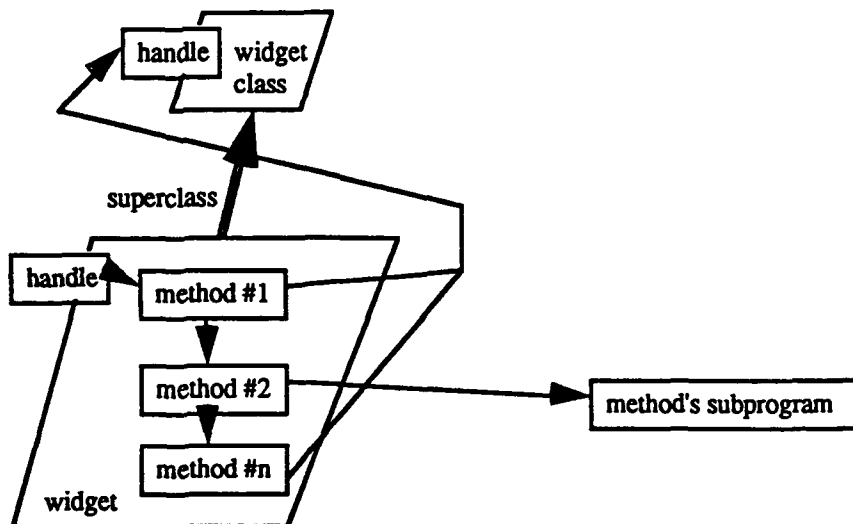 handle
widget
class
superclass
handle
method #1
method #2
method's subprogram
method #n
widget